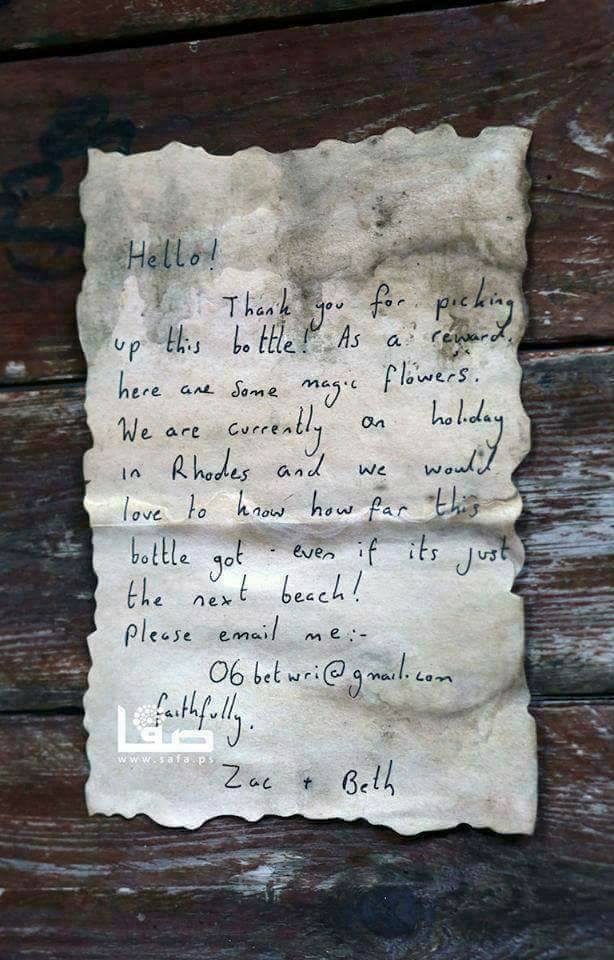 Hello!
Thank you for picking
up this bottle! As a reward,
here are some magic flowers.
We are currently on holiday
in Rhodes and we would
love to know how far this
bottle got - even if its just
the next beach!
Please email me:-
06betwri@gmail.com
faithfully.
صفا
www.safa.ps
Zac + Beth